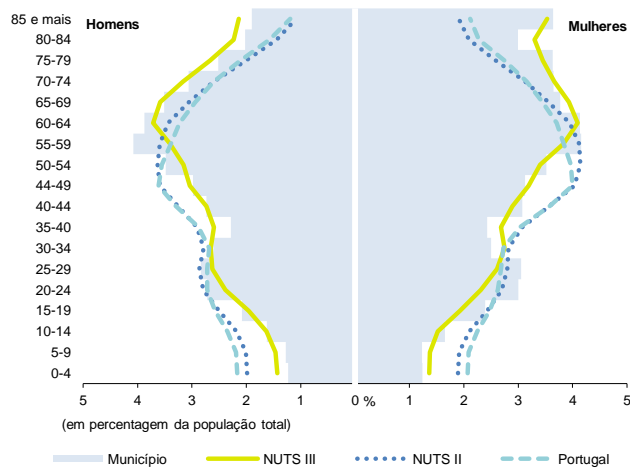 Homens
Mulheres
85 e mais
80-84
75-79
70-74
65-69
60-64
55-59
50-54
44-49
40-44
35-40
30-34
25-29
20-24
15-19
10-14
5-9
0-4
5 4 3 2 1 0 % 1 2 3 4 5
(em percentagem da população total)
Município NUTS III NUTS II Portugal